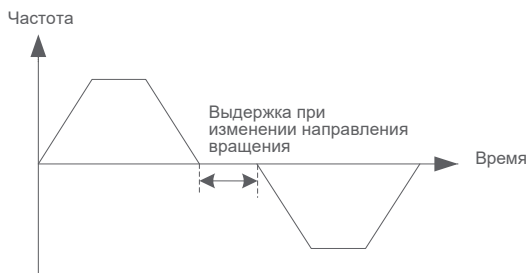 Частота
Выдержка при
изменении направления
вращения
Время